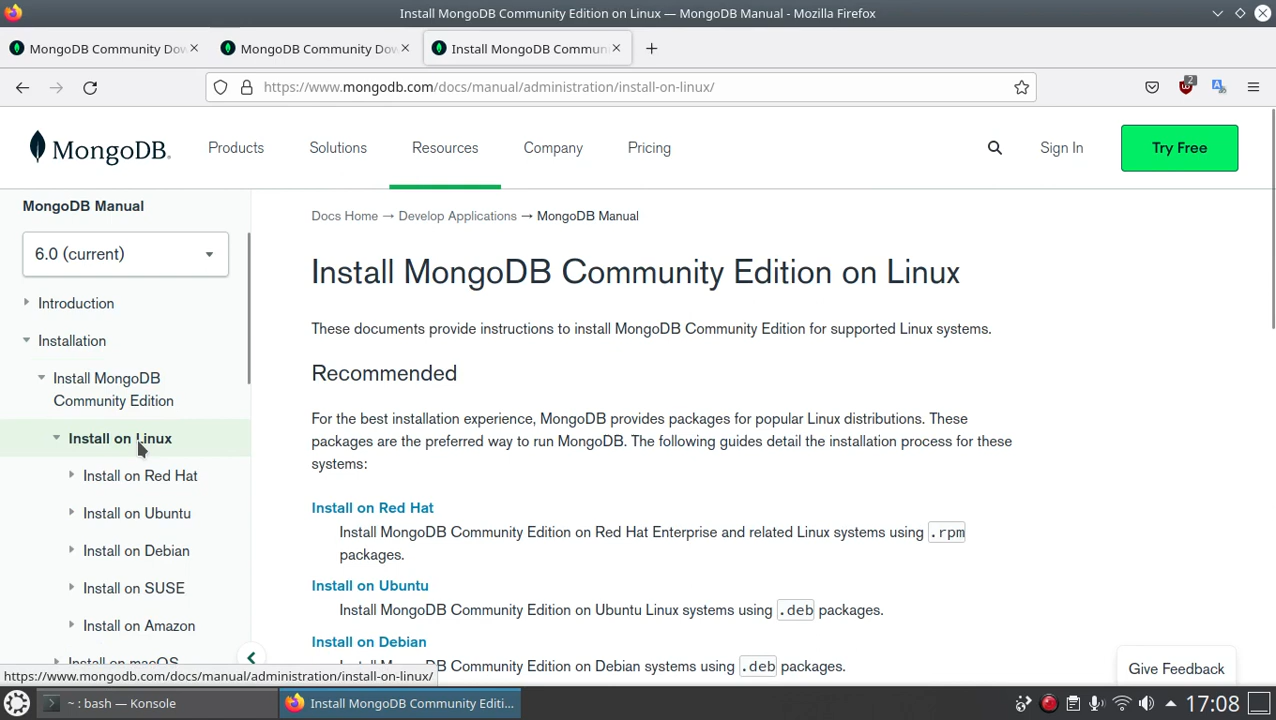 Install MongoDB Community Edition on Linux — MongoDB Manual - Mozilla Firefox
MongoDB Community Dow
MongoDB Community Dow
Install MongoDB Commun
https://www.mongodb.com/docs/manual/administration/install-on-linux/
2
MongoDB.
Products
Solutions
Resources
Company
Pricing
Sign In
Try Free
MongoDB Manual
6.0 (current)
Introduction
Installation
Install MongoDB
Community Edition
Install on Linux
Install on Red Hat
Install on Ubuntu
Install on Debian
Install on SUSE
Install on Amazon
Install on macOS
Docs Home → Develop Applications → MongoDB Manual
Install MongoDB Community Edition on Linux
These documents provide instructions to install MongoDB Community Edition for supported Linux systems.
Recommended
For the best installation experience, MongoDB provides packages for popular Linux distributions. These
packages are the preferred way to run MongoDB. The following guides detail the installation process for these
systems:
Install on Red Hat
Install MongoDB Community Edition on Red Hat Enterprise and related Linux systems using .rpm
packages.
Install on Ubuntu
Install MongoDB Community Edition on Ubuntu Linux systems using .deb packages.
Install on Debian
Install MongoDB Community Edition on Debian systems using .deb packages.
Give Feedback
https://www.mongodb.com/docs/manual/administration/install-on-linux/
~ : bash — Konsole
Install MongoDB Community Editi...
17:08